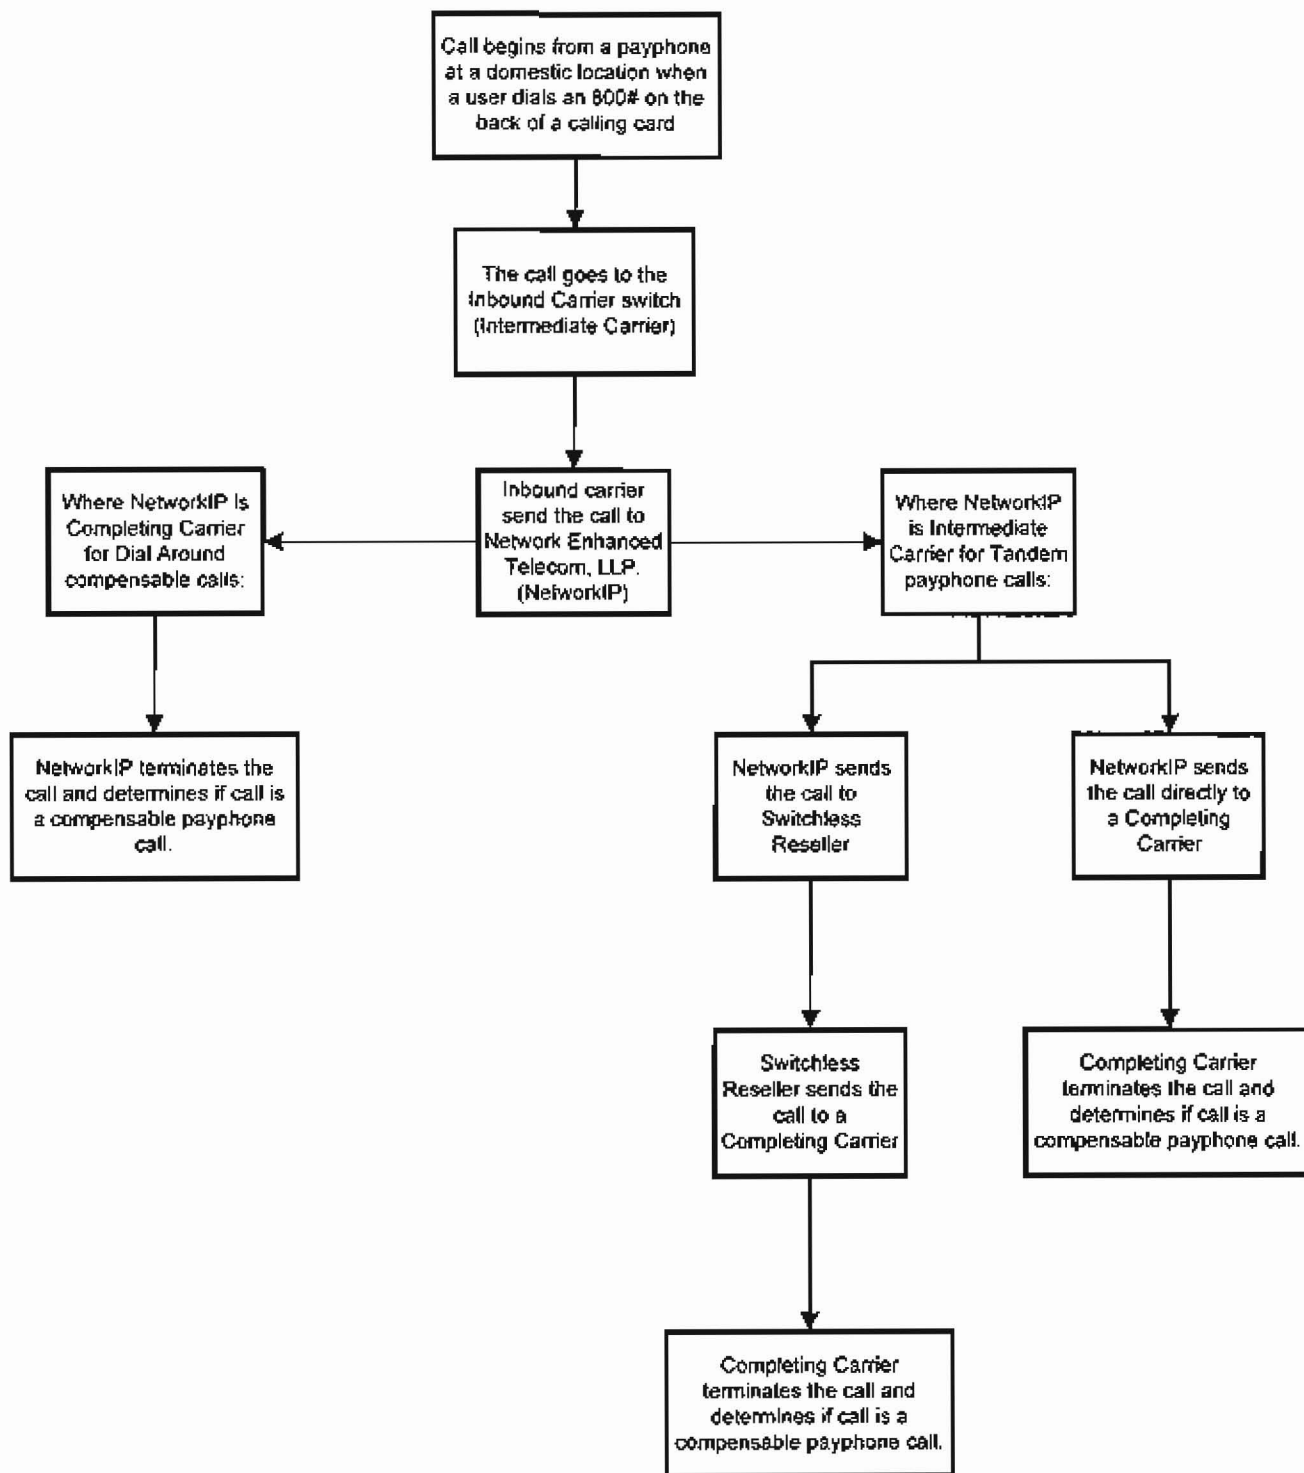 Call begins from a payphone
at a domestic location when
a user dials an 800# on the
back of a calling card
The call goes to the
Inbound Carrier switch
(Intermediate Carrier)
Where NetworkIP is
Completing Carrier
for Dial Around
compensable calls:
Inbound carrier
send the call to
Network Enhanced
Telecom, LLP.
(NetworkIP)
Where NetworkIP
is Intermediate
Carrier for Tandem
payphone calls:
NetworkIP terminates the
call and determines if call is
a compensable payphone
call.
NetworkIP sends
the call to
Switchless
Reseller
NetworkIP sends
the call directly to
a Completing
Carrier
Switchless
Reseller sends the
call to a
Completing Carrier
Completing Carrier
terminates the call and
determines if call is a
compensable payphone call.
Completing Carrier
terminates the call and
determines if call is a
compensable payphone call.